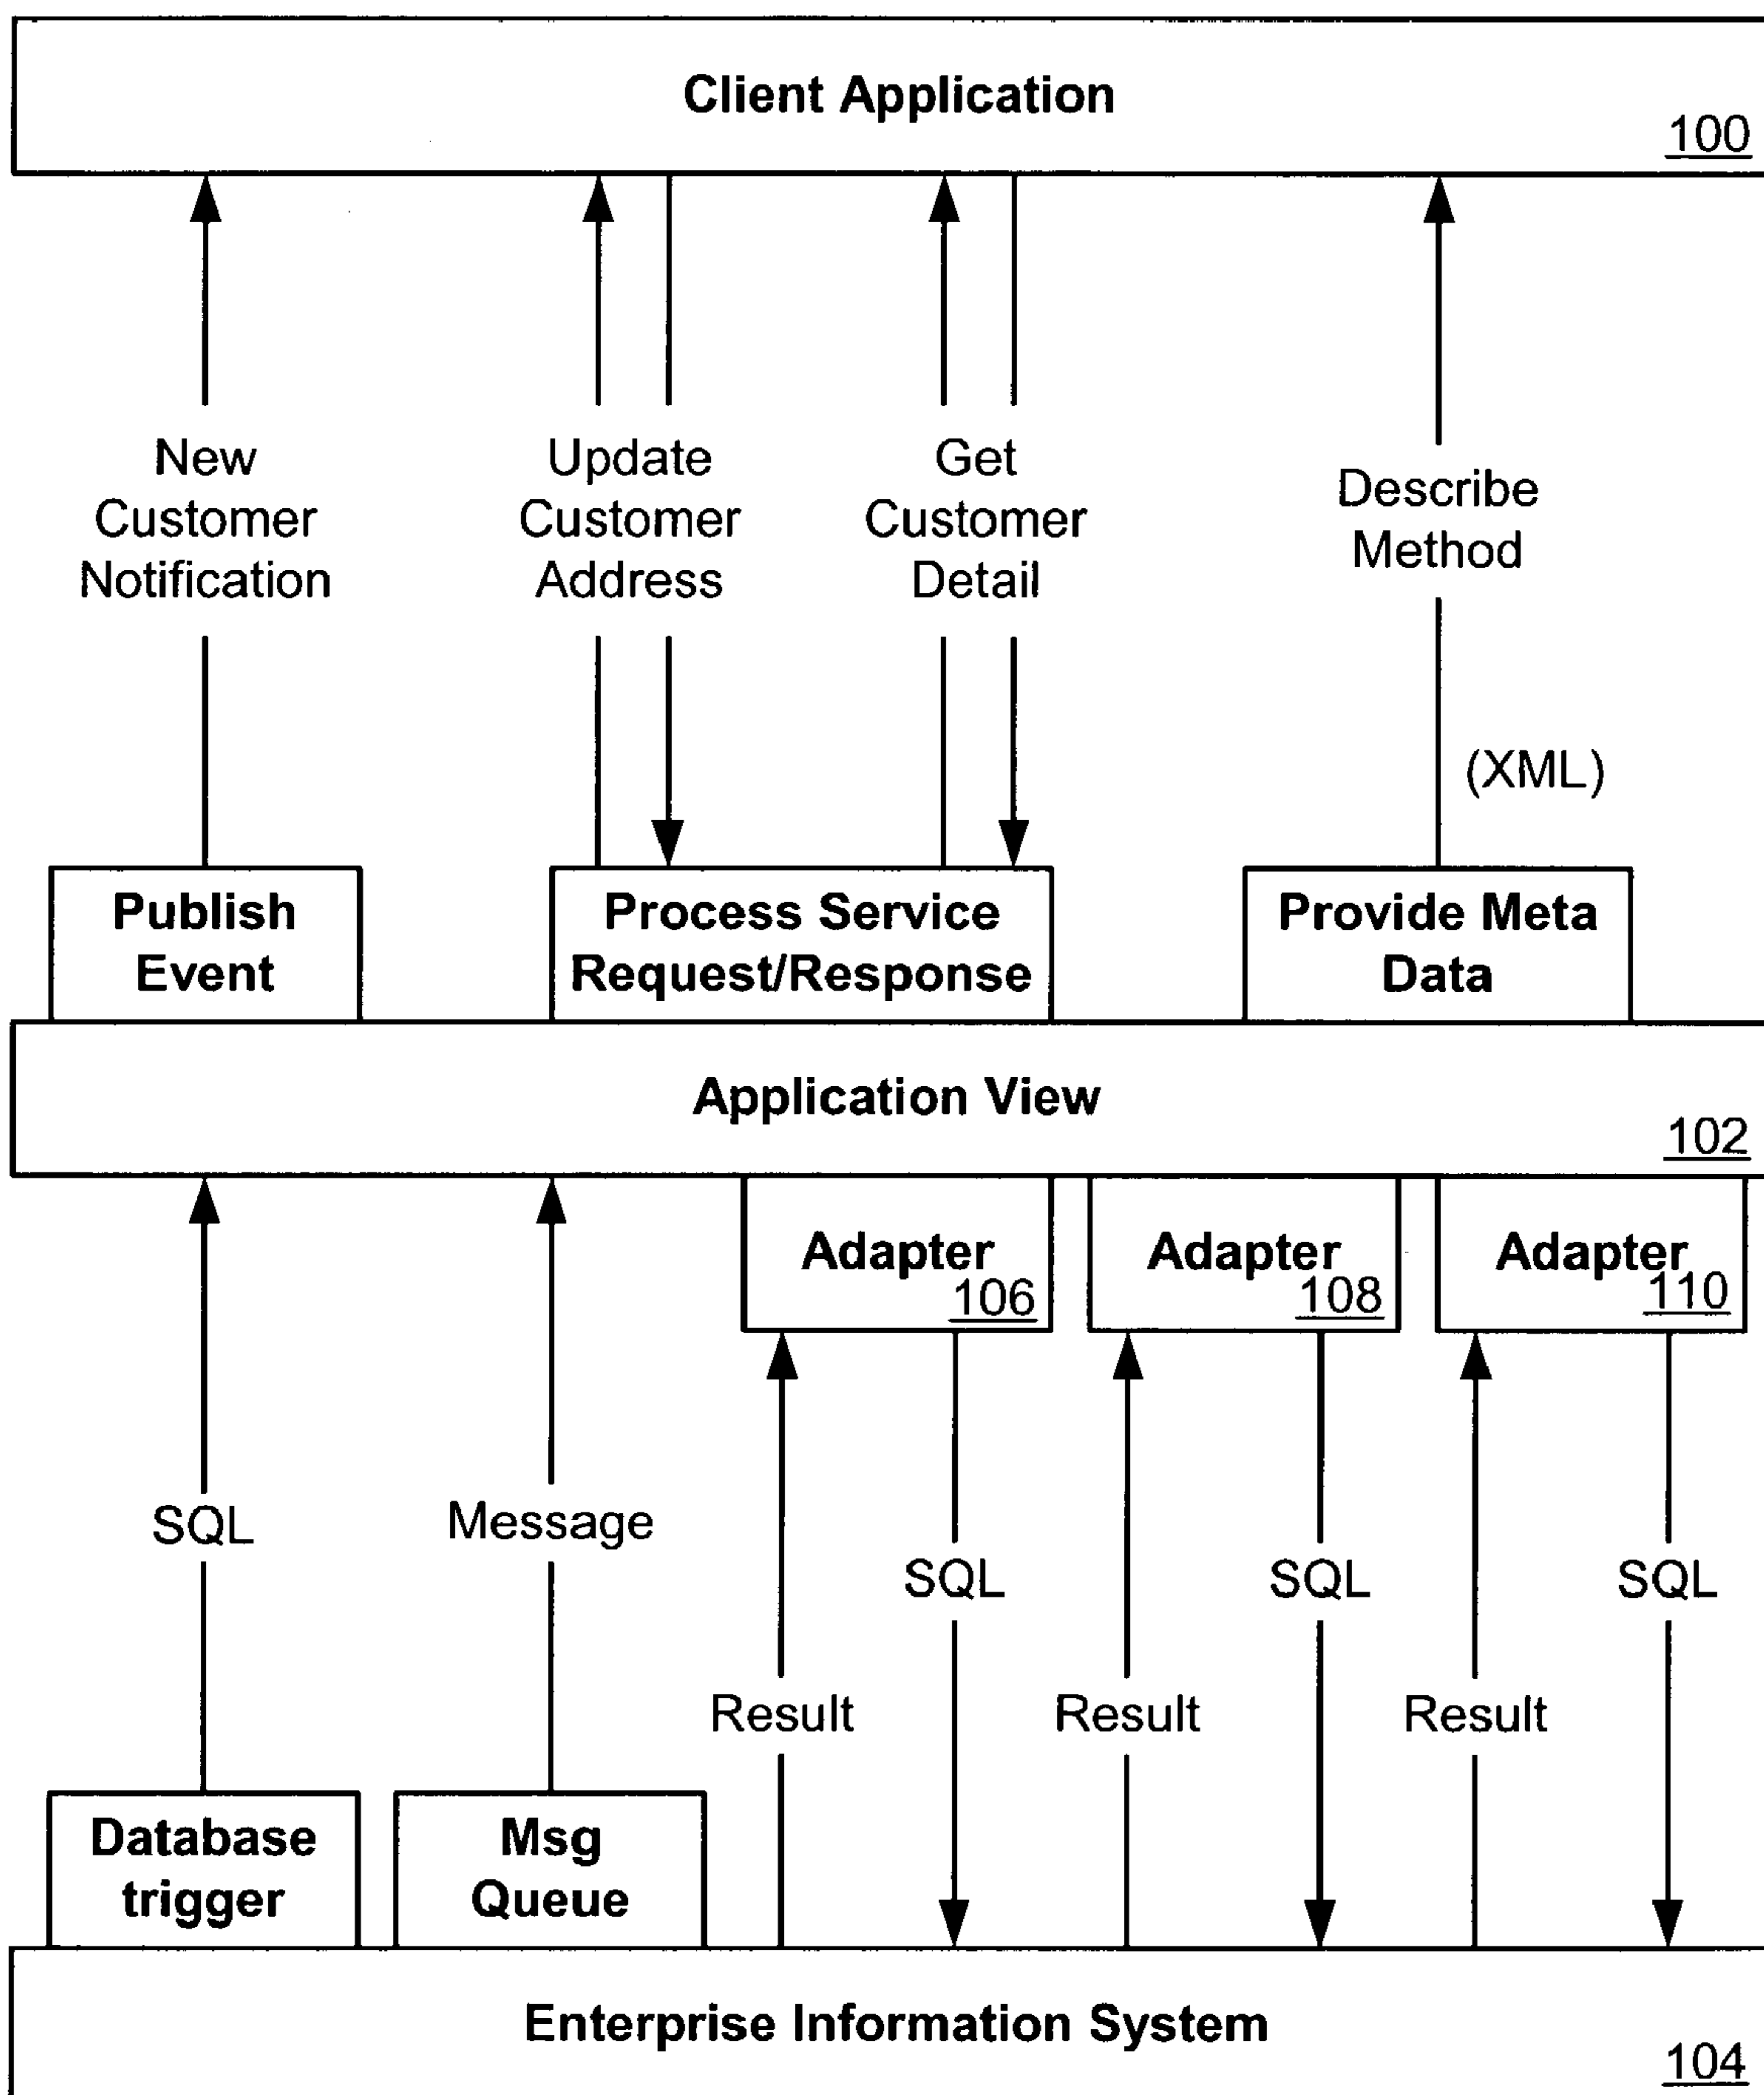 Client Application
100
New
Customer
Notification
Update
Customer
Address
Get
Customer
Detail
Describe
Method
(XML)
Publish
Event
Process Service
Request/Response
Provide Meta
Data
Application View
102
Adapter
106
Adapter
108
Adapter
110
SQL
Message
SQL
SQL
SQL
Result
Result
Result
Database
trigger
Msg
Queue
Enterprise Information System
104